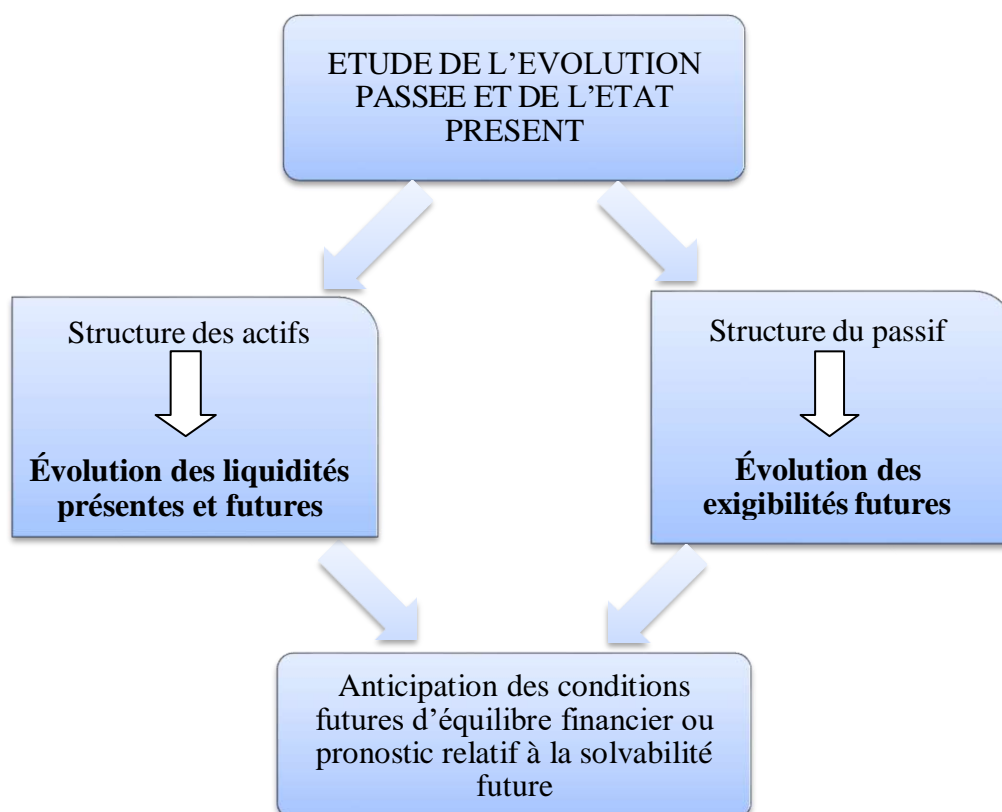 ETUDE DE L’EVOLUTION
PASSEE ET DE L’ETAT
PRESENT
Structure des actifs
Évolution des liquidités
présentes et futures
Structure du passif
Évolution des
exigibilités futures
Anticipation des conditions
futures d’équilibre financier ou
pronostic relatif à la solvabilité
future